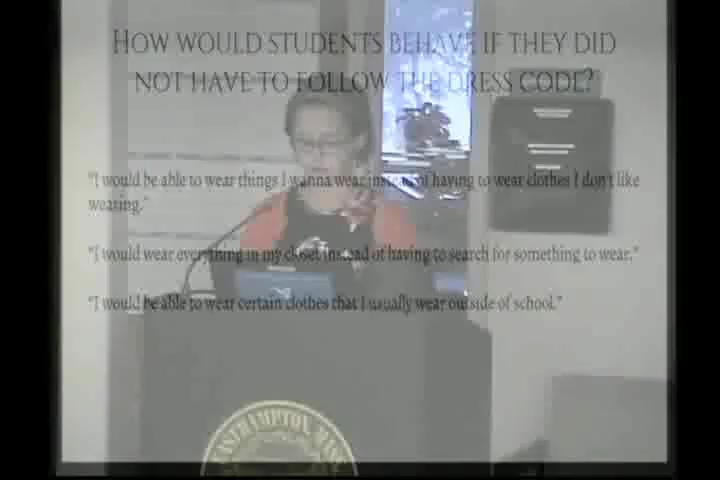 HOW WOULD STUDENTS BEHAVE IF THEY DID
NOT HAVE TO FOLLOW THE DRESS CODE?
"I would be able to wear things I wanna wear instead of having to wear clothes I don't like
wearing."
"I would wear everything in my closet instead of having to search for something to wear."
"I would be able to wear certain clothes that I usually wear outside of school."
EASTHAMPTON, MASS